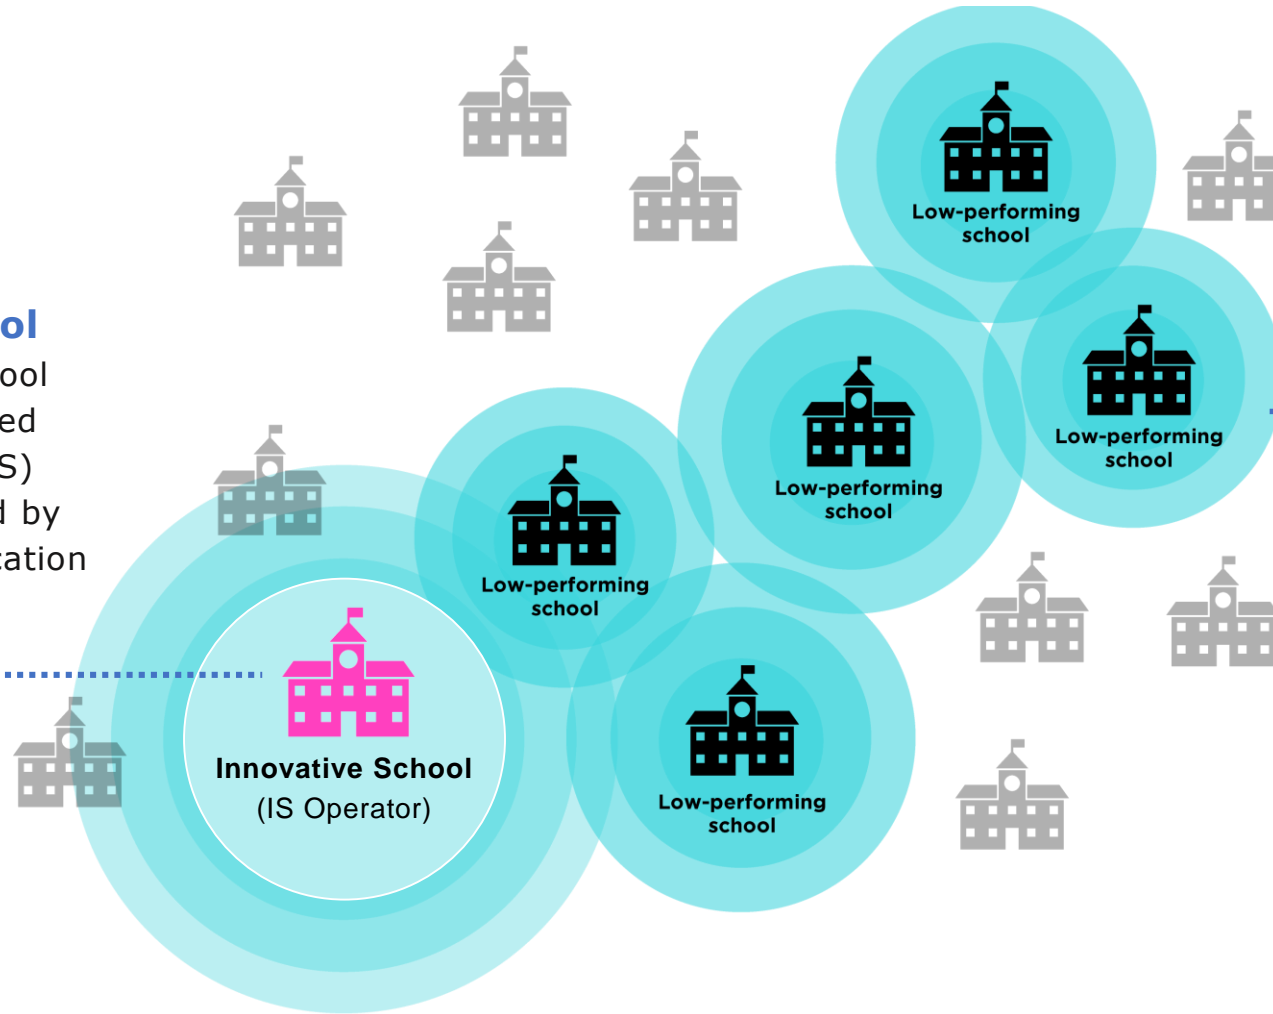 ol
ool
ed
S)
d by
cation
Low-performing
school
Low-performing
school
Low-performing
school
Low-performing
school
Innovative School
(IS Operator)
Low-performing
school